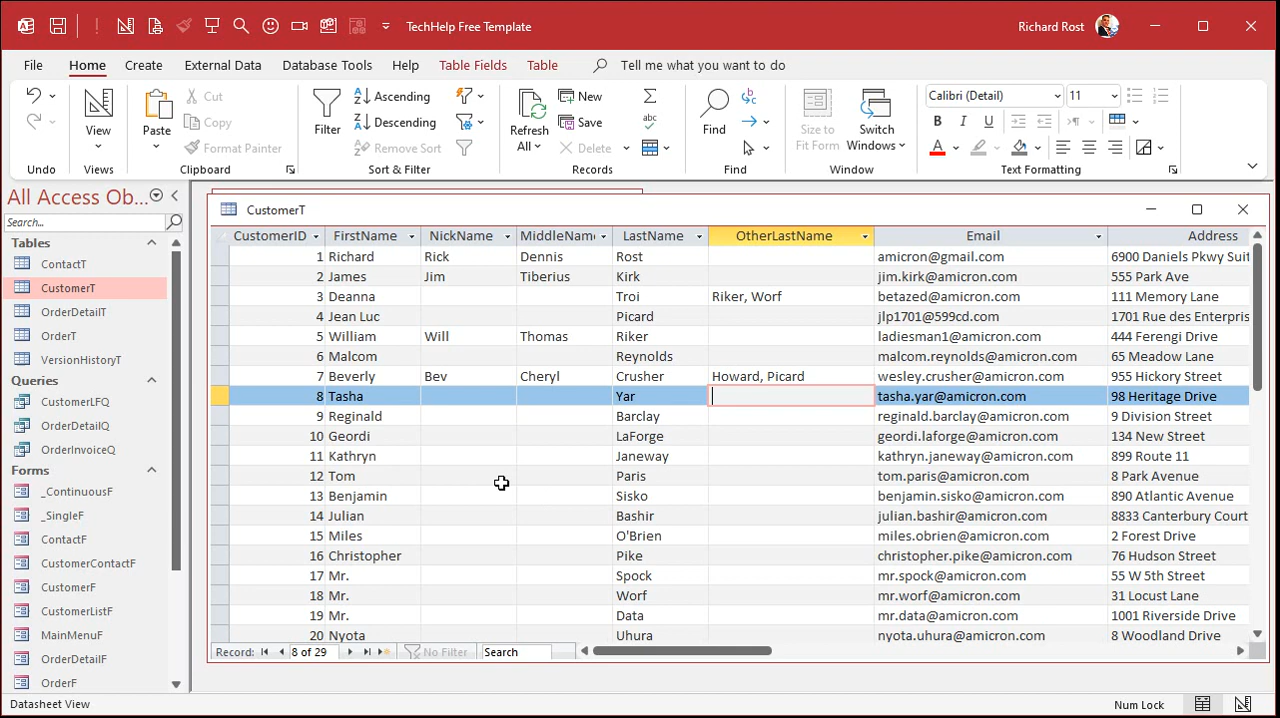 TechHelp Free Template
Richard Rost
File Home Create External Data Database Tools Help Table Fields Table Tell me what you want to do
View
Views
Undo
Paste
Cut
Copy
Format Painter
Clipboard
Filter
Ascending
Descending
Remove Sort
Sort & Filter
Refresh All
New
Save
Delete
Records
Find
Find
Size to Fit Form
Switch Windows
Window
Calibri (Detail) 11
B I U
A
Text Formatting
All Access Ob...
Search...
Tables
ContactT
CustomerT
OrderDetailT
OrderT
VersionHistoryT
Queries
CustomerLFQ
OrderDetailQ
OrderInvoiceQ
Forms
_ContinuousF
_SingleF
ContactF
CustomerContactF
CustomerF
CustomerListF
MainMenuF
OrderDetailF
OrderF
CustomerT
CustomerID FirstName NickName MiddleName LastName OtherLastName Email Address
1 Richard Rick Dennis Rost amicron@gmail.com 6900 Daniels Pkwy Suit
2 James Jim Tiberius Kirk jim.kirk@amicron.com 555 Park Ave
3 Deanna Troi Riker, Worf betazed@amicron.com 111 Memory Lane
4 Jean Luc Picard jlp1701@599cd.com 1701 Rue des Enterpris
5 William Will Thomas Riker ladiesman1@amicron.com 444 Ferengi Drive
6 Malcom Reynolds malcom.reynolds@amicron.com 65 Meadow Lane
7 Beverly Bev Cheryl Crusher Howard, Picard wesley.crusher@amicron.com 955 Hickory Street
8 Tasha Yar tasha.yar@amicron.com 98 Heritage Drive
9 Reginald Barclay reginald.barclay@amicron.com 9 Division Street
10 Geordi LaForge geordi.laforge@amicron.com 134 New Street
11 Kathryn Janeway kathryn.janeway@amicron.com 899 Route 11
12 Tom Paris tom.paris@amicron.com 8 Park Avenue
13 Benjamin Sisko benjamin.sisko@amicron.com 890 Atlantic Avenue
14 Julian Bashir julian.bashir@amicron.com 8833 Canterbury Court
15 Miles O'Brien miles.obrien@amicron.com 2 Forest Drive
16 Christopher Pike christopher.pike@amicron.com 76 Hudson Street
17 Mr. Spock mr.spock@amicron.com 55 W 5th Street
18 Mr. Worf mr.worf@amicron.com 31 Locust Lane
19 Mr. Data mr.data@amicron.com 1001 Riverside Drive
20 Nyota Uhura nyota.uhura@amicron.com 8 Woodland Drive
Record: 8 of 29 No Filter Search
Datasheet View
Num Lock